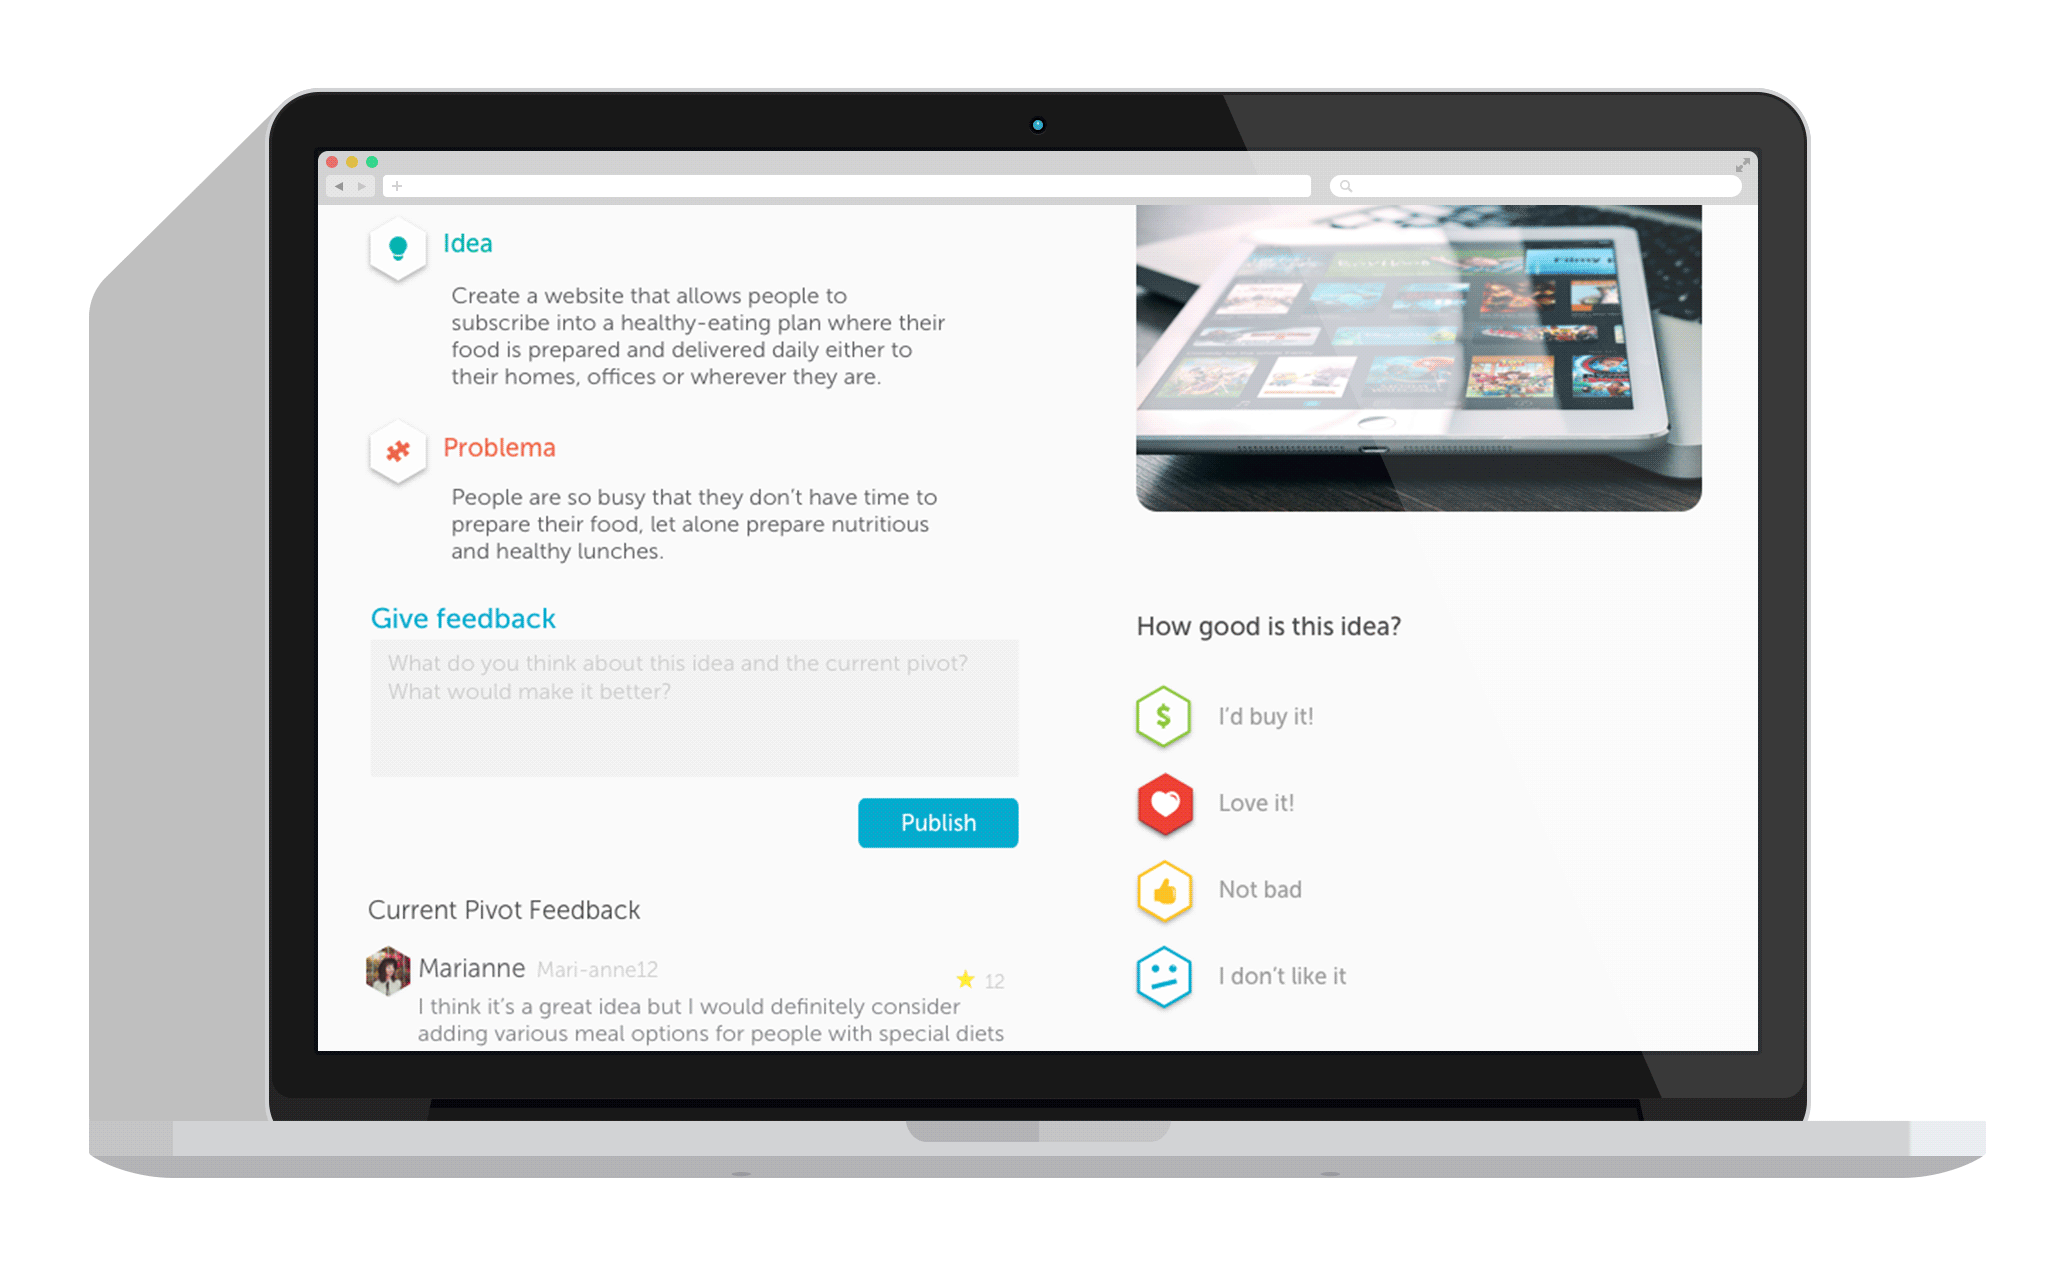 Idea
Create a website that allows people to
subscribe into a healthy-eating plan where their
food is prepared and delivered daily either to
their homes, offices or wherever they are.
Problema
People are so busy that they don't have time to
prepare their food, let alone prepare nutritious
and healthy lunches.
Give feedback
What do you think about this idea and the current pivot?
What would make it better?
Publish
Current Pivot Feedback
Marianne Mari-anne12
12
I think it's a great idea but I would definitely consider
adding various meal options for people with special diets
How good is this idea?
$
I'd buy it!
Love it!
Not bad
I don't like it